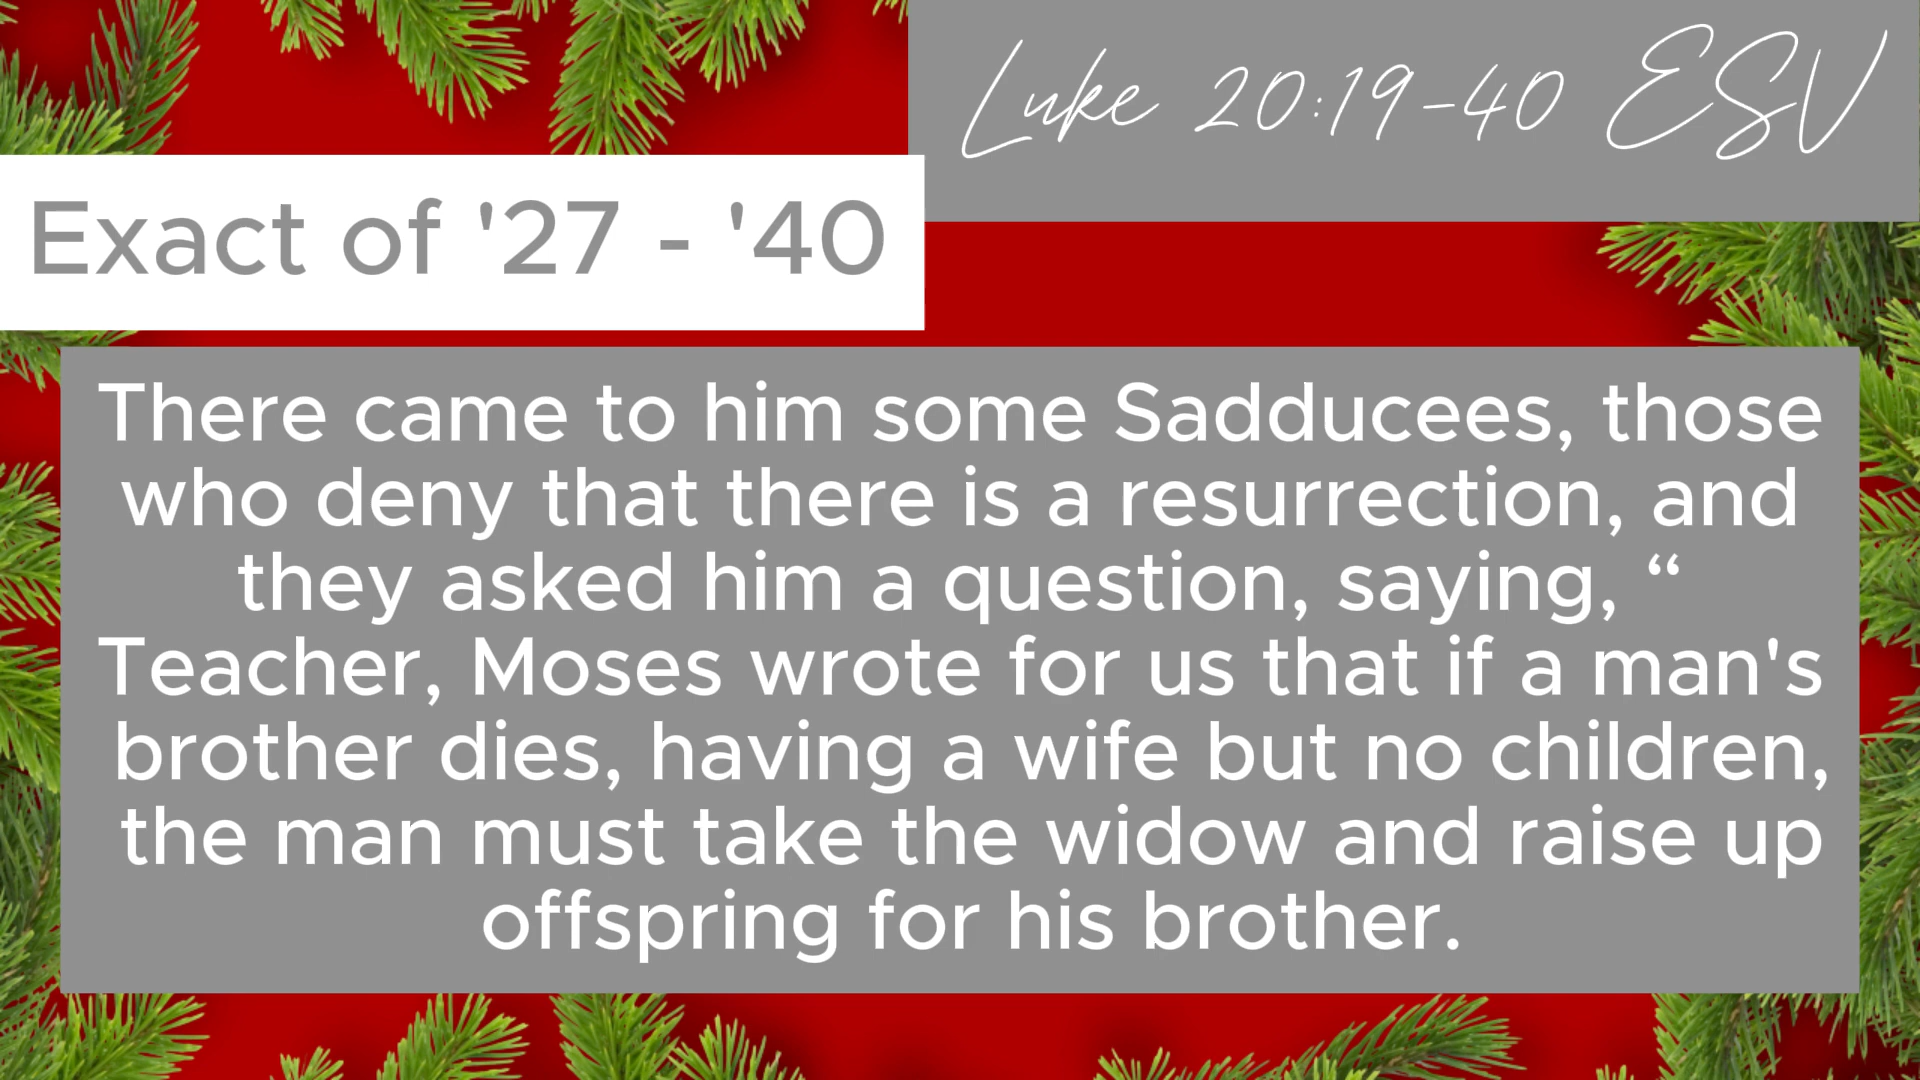 Luke 20:19-40 ESV
Exact of '27 - '40
There came to him some Sadducees, those
who deny that there is a resurrection, and
they asked him a question, saying, “
Teacher, Moses wrote for us that if a man's
brother dies, having a wife but no children,
the man must take the widow and raise up
offspring for his brother.